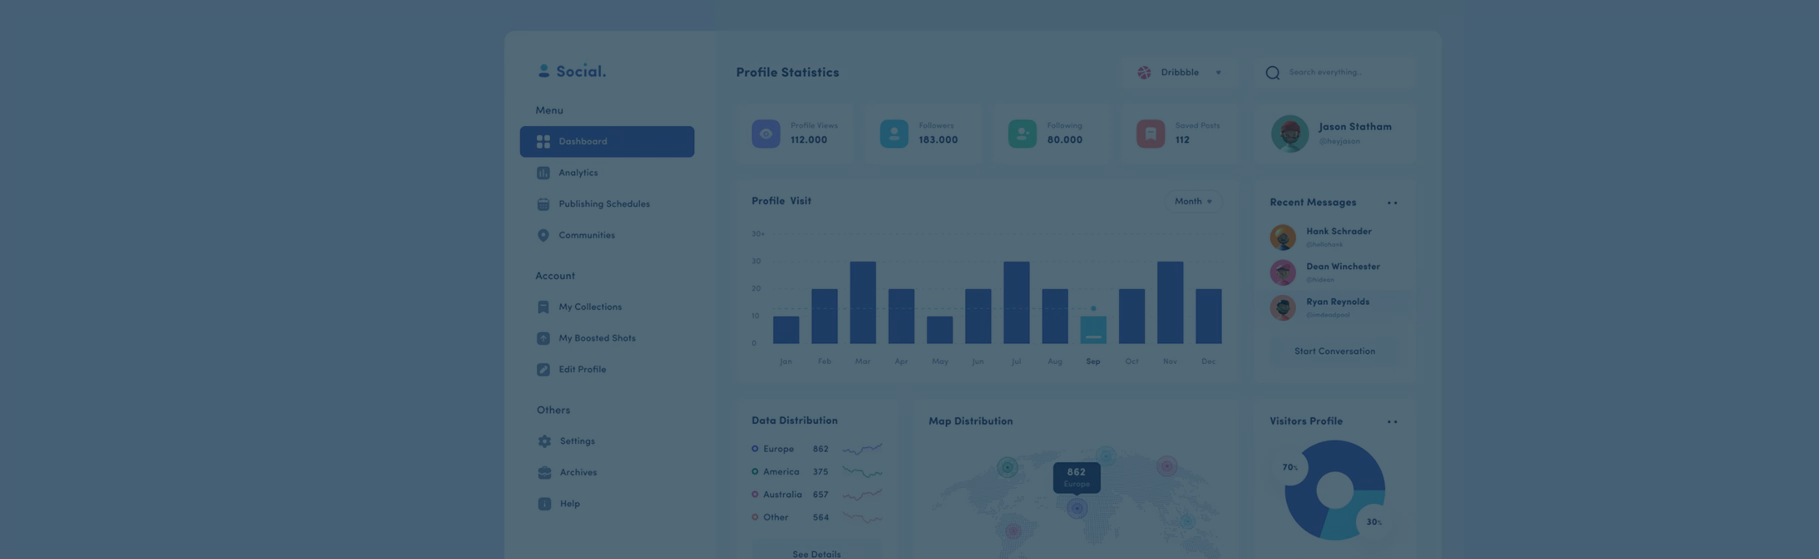 Social.
Menu
Dashboard
Analytics
Publishing Schedules
Communities
Account
My Collections
My Boosted Shots
Edit Profile
Others
Settings
Archives
Help
Profile Statistics
Dribbble
Search everything...
Profile Views
112.000
Followers
183.000
Following
80.000
Saved Posts
112
Jason Statham
@heyjason
Profile Visit
Month
30+
30
20
10
0
Jan Feb Mar Apr May Jun Jul Aug Sep Oct Nov Dec
Recent Messages
Hank Schrader
Dean Winchester
Ryan Reynolds
Start Conversation
Data Distribution
Europe 862
America 375
Australia 657
Other 564
See Details
Map Distribution
862
Europe
Visitors Profile
70%
30%